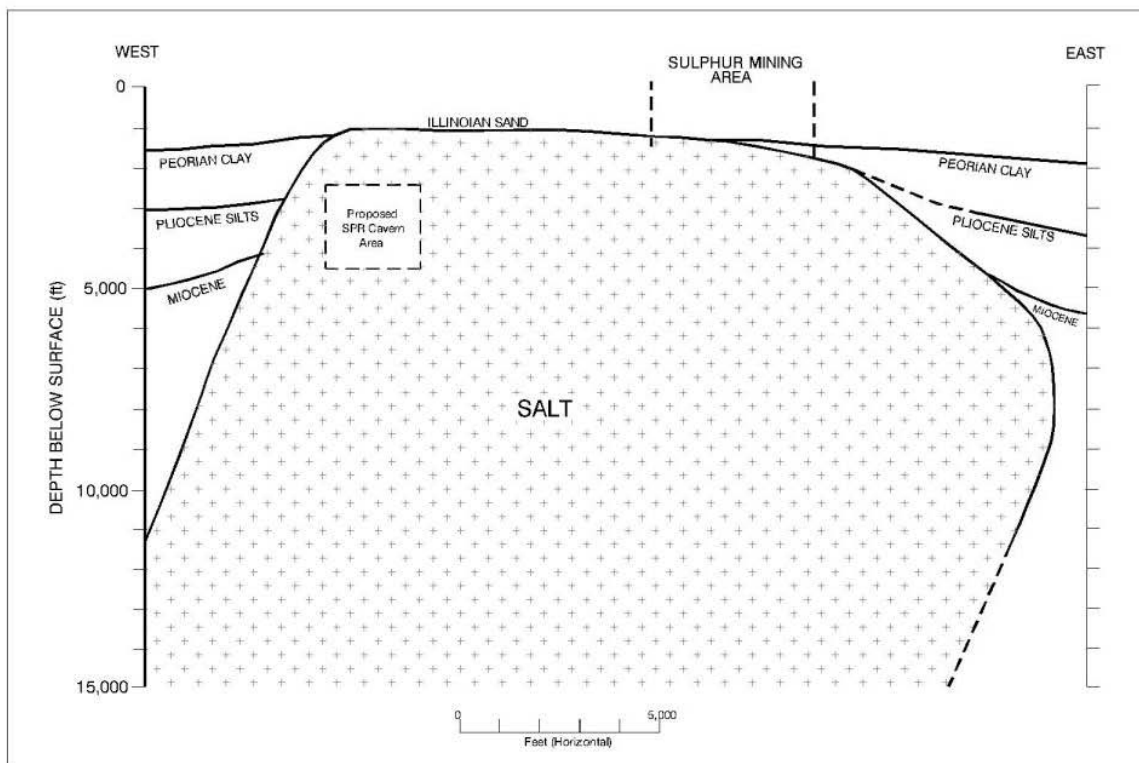 WEST
EAST
SULPHUR MINING
AREA
0
ILLINOIAN SAND
PEORIAN CLAY
PEORIAN CLAY
PLIOCENE SILTS
PLIOCENE SILTS
Proposed
SPR Cavern
Area
MIOCENE
MIOCENE
5,000
DEPTH BELOW SURFACE (ft)
SALT
10,000
15,000
0 5,000
Feet (Horizontal)